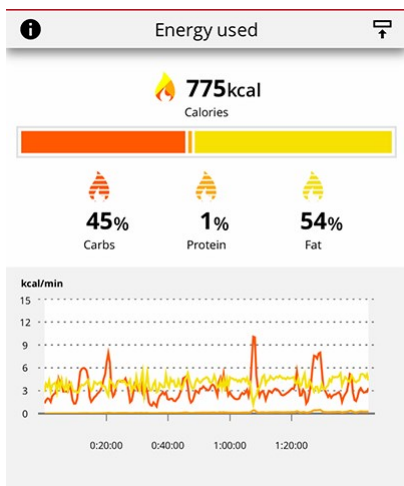 Energy used
775kcal
Calories
45% 1% 54%
Carbs Protein Fat
kcal/min
15
12
9
6
3
0
0:20:00 0:40:00 1:00:00 1:20:00